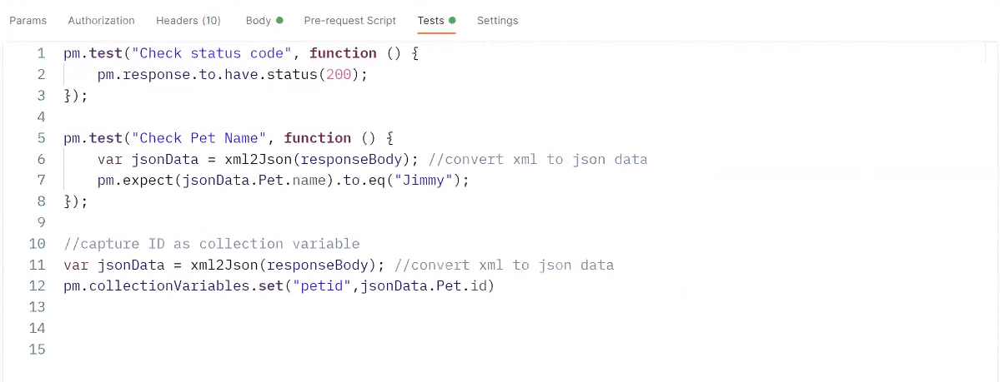 Params Authorization Headers (10) Body Pre-request Script Tests Settings
1 pm.test("Check status code", function () {
2     pm.response.to.have.status(200);
3 });
4
5 pm.test("Check Pet Name", function () {
6     var jsonData = xml2Json(responseBody); //convert xml to json data
7     pm.expect(jsonData.Pet.name).to.eq("Jimmy");
8 });
9
10 //capture ID as collection variable
11 var jsonData = xml2Json(responseBody); //convert xml to json data
12 pm.collectionVariables.set("petid",jsonData.Pet.id)
13
14
15